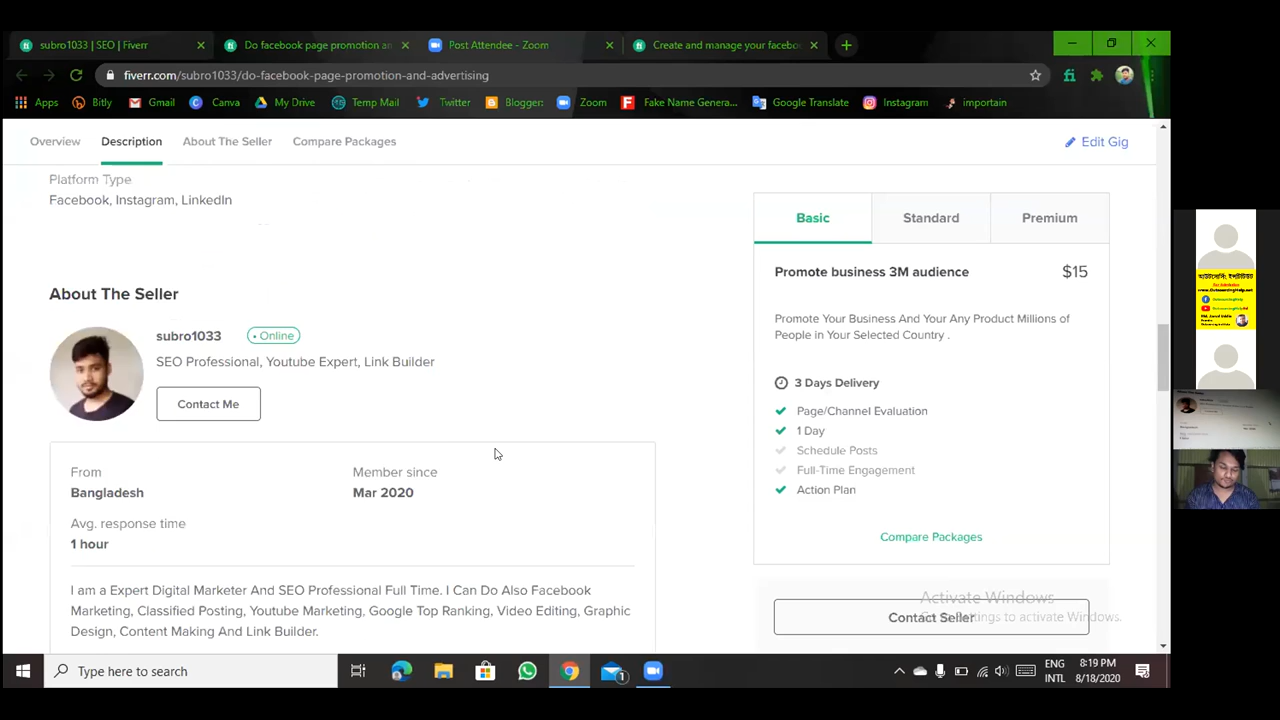 subro1033 | SEO | Fiverr
Do facebook page promotion an
Post Attendee - Zoom
Create and manage your facebo
fiverr.com/subro1033/do-facebook-page-promotion-and-advertising
Apps
Bitly
Gmail
Canva
My Drive
Temp Mail
Twitter
Blogger:
Zoom
Fake Name Genera...
Google Translate
Instagram
importain
Overview
Description
About The Seller
Compare Packages
Edit Gig
Platform Type
Facebook, Instagram, LinkedIn
About The Seller
subro1033
• Online
SEO Professional, Youtube Expert, Link Builder
Contact Me
From
Bangladesh
Member since
Mar 2020
Avg. response time
1 hour
I am a Expert Digital Marketer And SEO Professional Full Time. I Can Do Also Facebook
Marketing, Classified Posting, Youtube Marketing, Google Top Ranking, Video Editing, Graphic
Design, Content Making And Link Builder.
Basic
Standard
Premium
Promote business 3M audience
$15
Promote Your Business And Your Any Product Millions of
People in Your Selected Country .
3 Days Delivery
Page/Channel Evaluation
1 Day
Schedule Posts
Full-Time Engagement
Action Plan
Compare Packages
Contact Seller
Activate Windows
Settings to activate Windows.
Type here to search
1
ENG
INTL
8:19 PM
8/18/2020